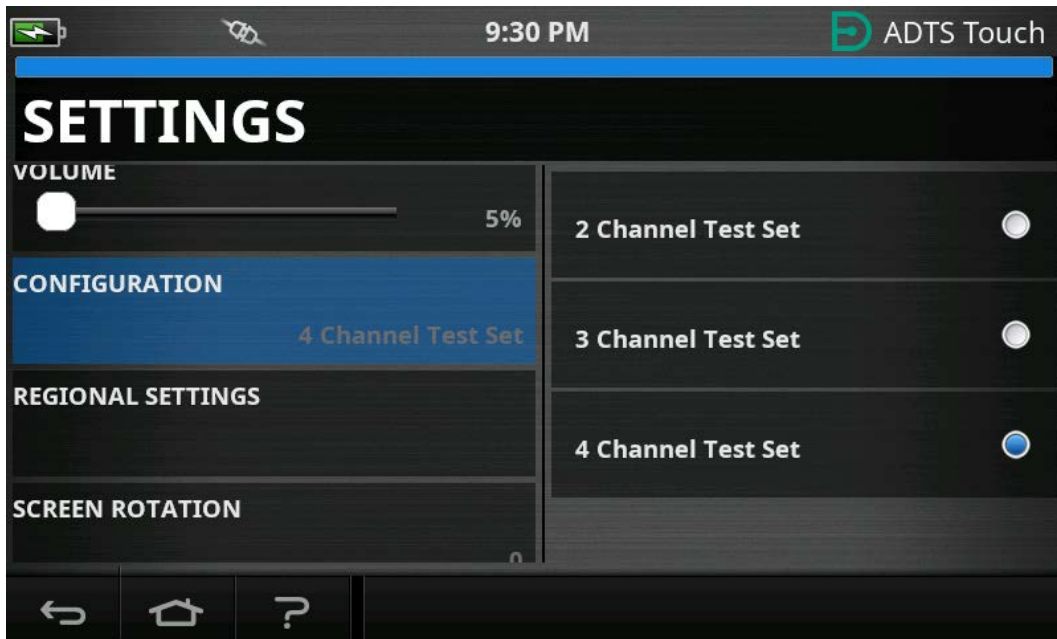 9:30 PM
ADTS Touch
SETTINGS
VOLUME
5%
CONFIGURATION
4 Channel Test Set
REGIONAL SETTINGS
SCREEN ROTATION
0
2 Channel Test Set
3 Channel Test Set
4 Channel Test Set
?